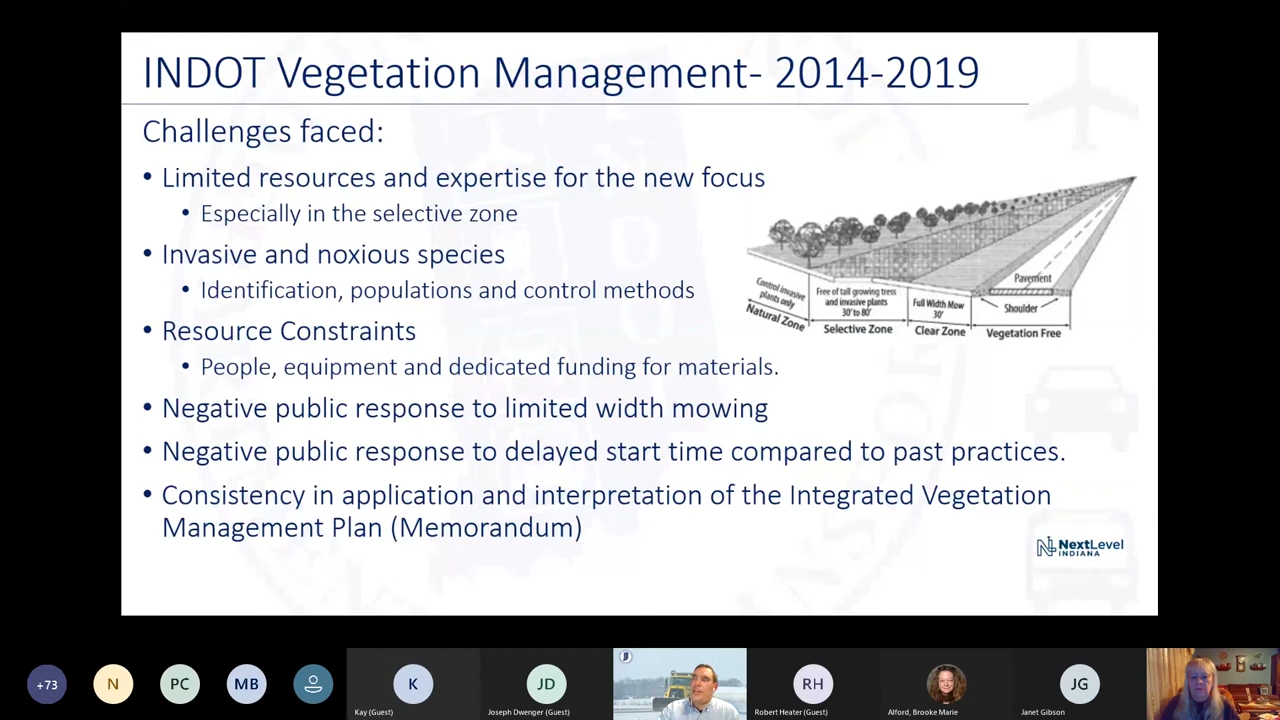 INDOT Vegetation Management- 2014-2019
Challenges faced:
• Limited resources and expertise for the new focus
• Especially in the selective zone
• Invasive and noxious species
• Identification, populations and control methods
• Resource Constraints
• People, equipment and dedicated funding for materials.
• Negative public response to limited width mowing
• Negative public response to delayed start time compared to past practices.
• Consistency in application and interpretation of the Integrated Vegetation
Management Plan (Memorandum)
Control invasive
plants only
Natural Zone
Free of tall growing tress
and invasive plants
30' to 80'
Selective Zone
Full Width Mow
30'
Clear Zone
Pavement
Shoulder
Vegetation Free
NextLevel
INDIANA
+73
N
PC
MB
K
Kay (Guest)
JD
Joseph Dwenger (Guest)
RH
Robert Heater (Guest)
Alford, Brooke Marie
JG
Janet Gibson